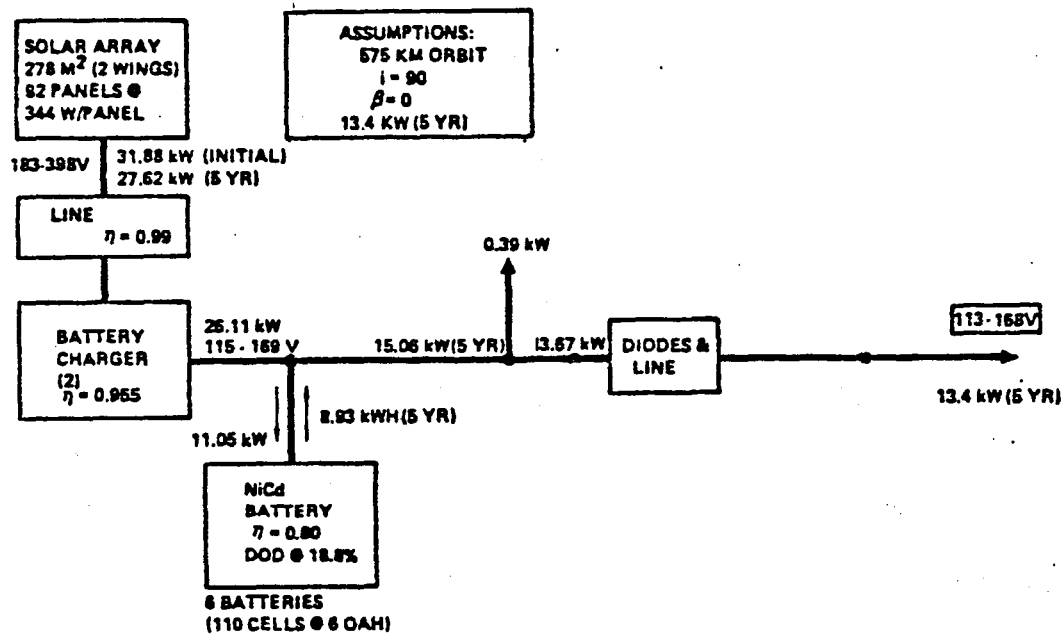 SOLAR ARRAY
278 M² (2 WINGS)
82 PANELS @
344 W/PANEL
ASSUMPTIONS:
575 KM ORBIT
i = 90
β = 0
13.4 KW (5 YR)
183-398V
31.88 kW (INITIAL)
27.62 kW (5 YR)
LINE
η = 0.99
BATTERY
CHARGER
(2)
η = 0.955
26.11 kW
115 - 169 V
15.06 kW(5 YR)
0.39 kW
13.67 kW
DIODES &
LINE
113 - 168V
13.4 kW (5 YR)
11.05 kW
8.93 kWH (5 YR)
NiCd
BATTERY
η = 0.80
DOD @ 18.8%
6 BATTERIES
(110 CELLS @ 6 OAH)